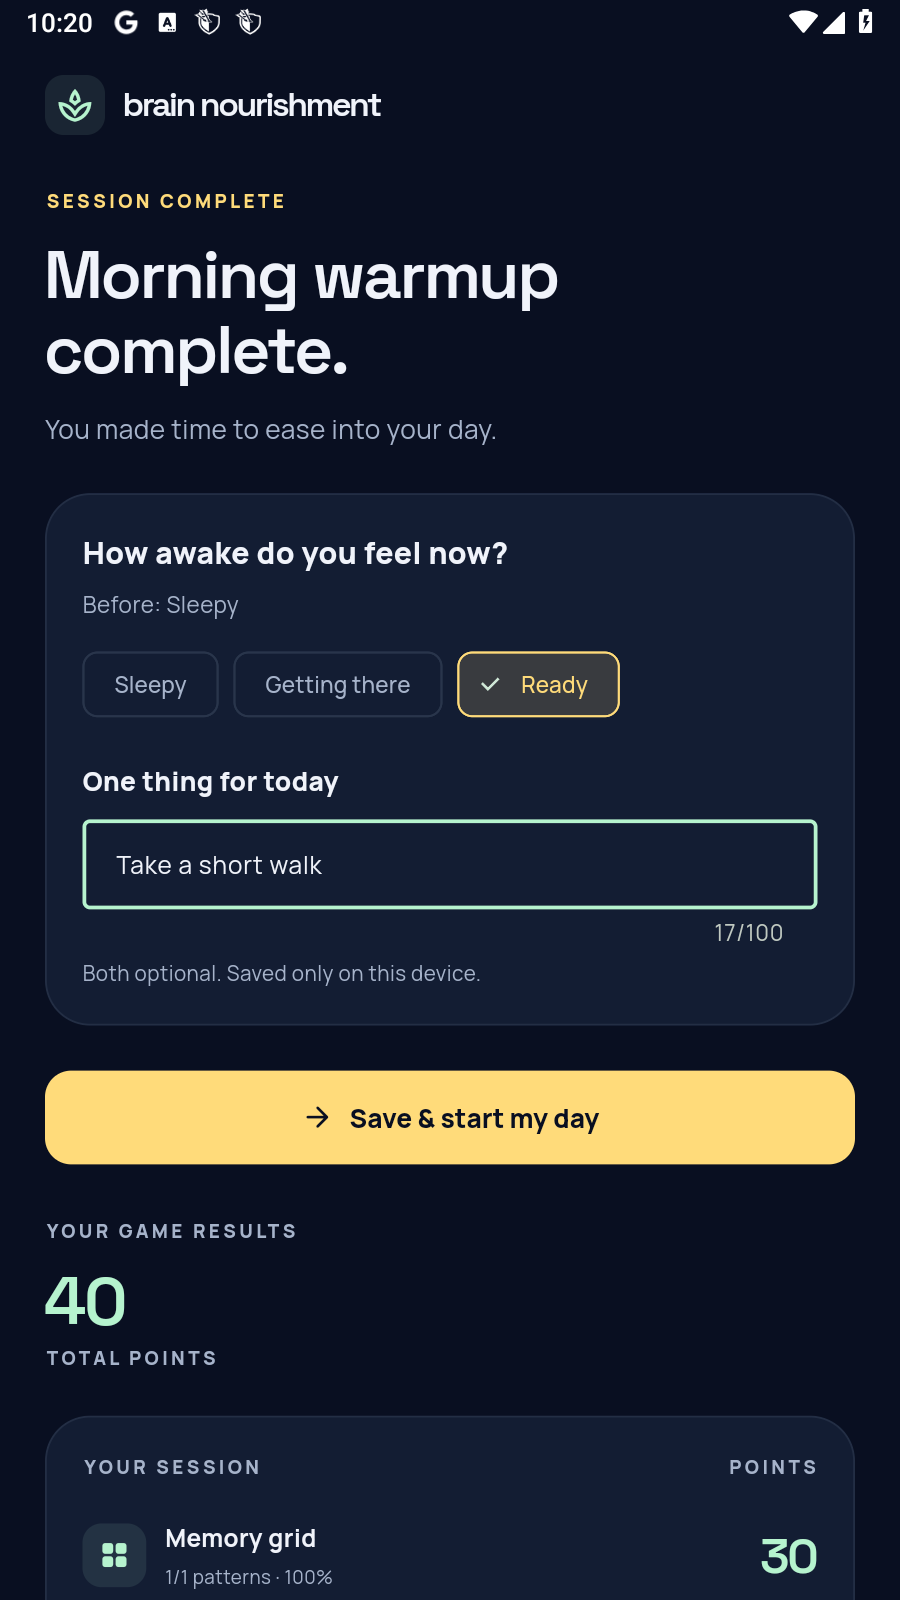 10:20
brain nourishment
SESSION COMPLETE
Morning warmup
complete.
You made time to ease into your day.
How awake do you feel now?
Before: Sleepy
Sleepy
Getting there
Ready
One thing for today
Take a short walk
17/100
Both optional. Saved only on this device.
Save & start my day
YOUR GAME RESULTS
40
TOTAL POINTS
YOUR SESSION
POINTS
Memory grid
30
1/1 patterns · 100%